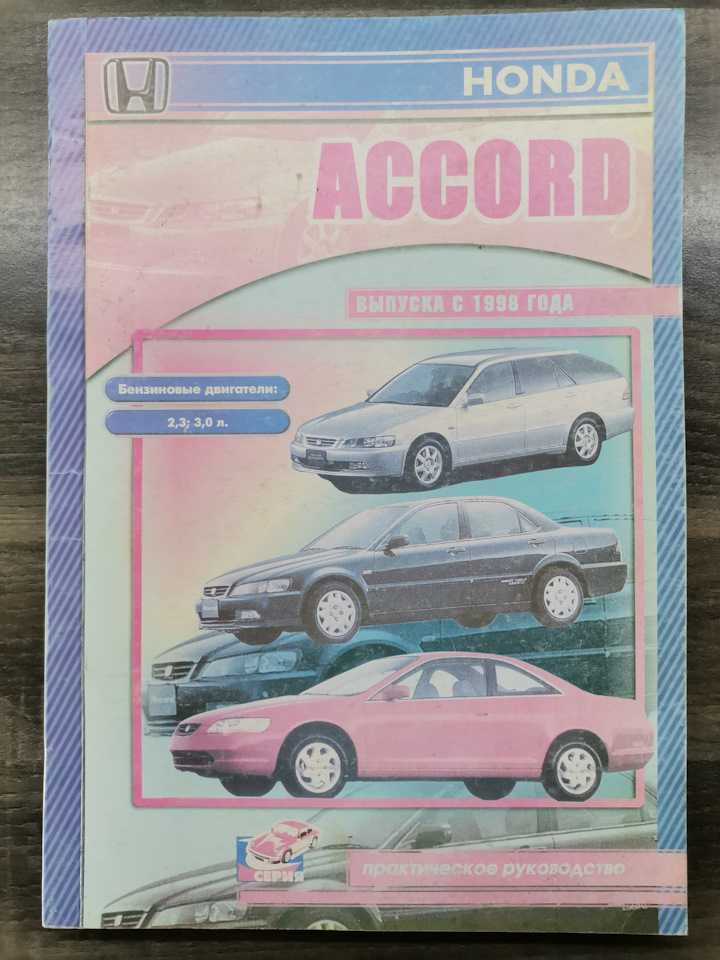 HONDA
ACCORD
ВЫПУСКА С 1998 ГОДА
Бензиновые двигатели:
2,3; 3,0 л.
СЕРИЯ
практическое руководство